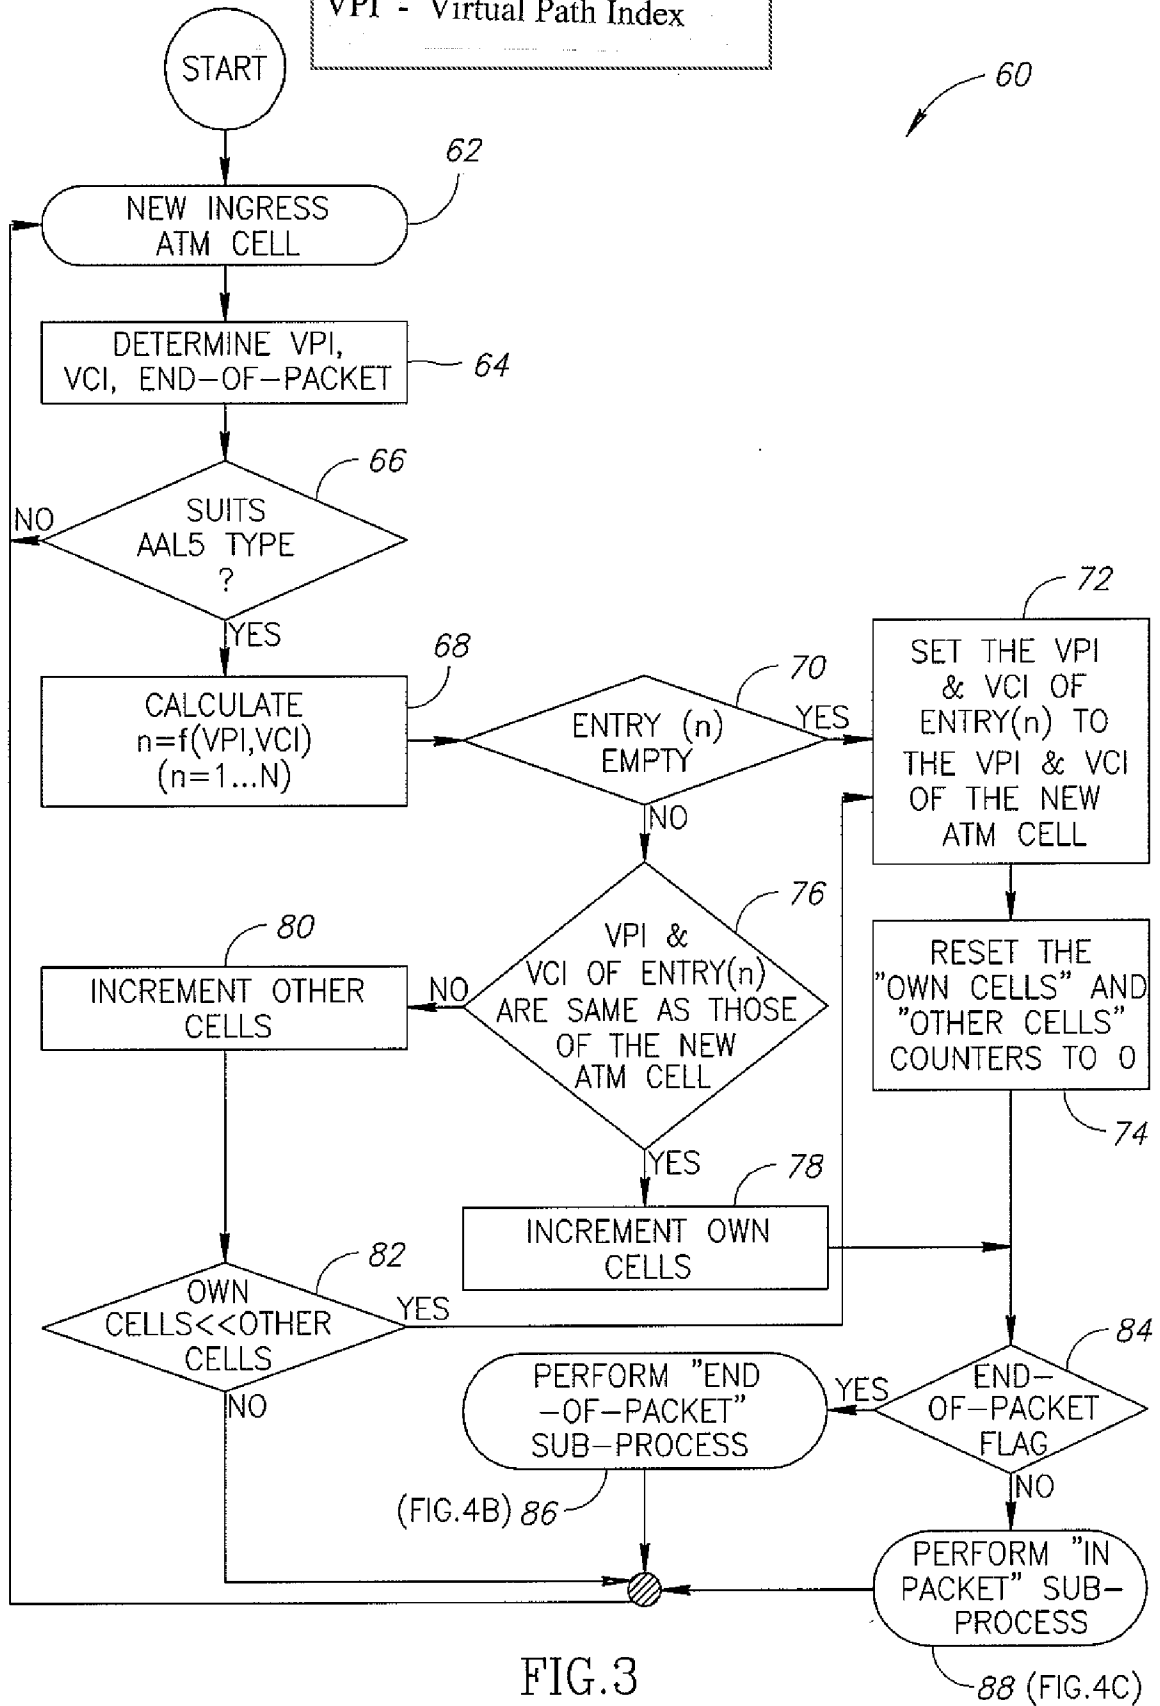 VPI - Virtual Path Index
START
60
62
NEW INGRESS
ATM CELL
DETERMINE VPI,
VCI, END-OF-PACKET
64
66
SUITS
AAL5 TYPE
?
NO
YES
68
CALCULATE
n=f(VPI,VCI)
(n=1...N)
70
ENTRY (n)
EMPTY
YES
NO
72
SET THE VPI
& VCI OF
ENTRY(n) TO
THE VPI & VCI
OF THE NEW
ATM CELL
RESET THE
"OWN CELLS" AND
"OTHER CELLS"
COUNTERS TO 0
74
76
VPI &
VCI OF ENTRY(n)
ARE SAME AS THOSE
OF THE NEW
ATM CELL
NO
YES
80
INCREMENT OTHER
CELLS
78
INCREMENT OWN
CELLS
82
OWN
CELLS<<OTHER
CELLS
YES
NO
84
END-
OF-PACKET
FLAG
YES
NO
PERFORM "END
-OF-PACKET"
SUB-PROCESS
(FIG.4B) 86
PERFORM "IN
PACKET" SUB-
PROCESS
88 (FIG.4C)
FIG.3